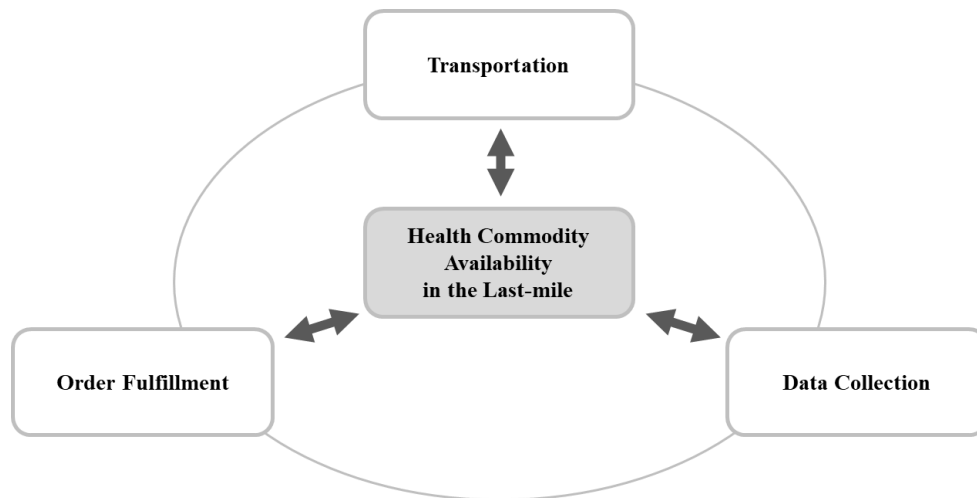 Transportation
Health Commodity
Availability
in the Last-mile
Order Fulfillment
Data Collection